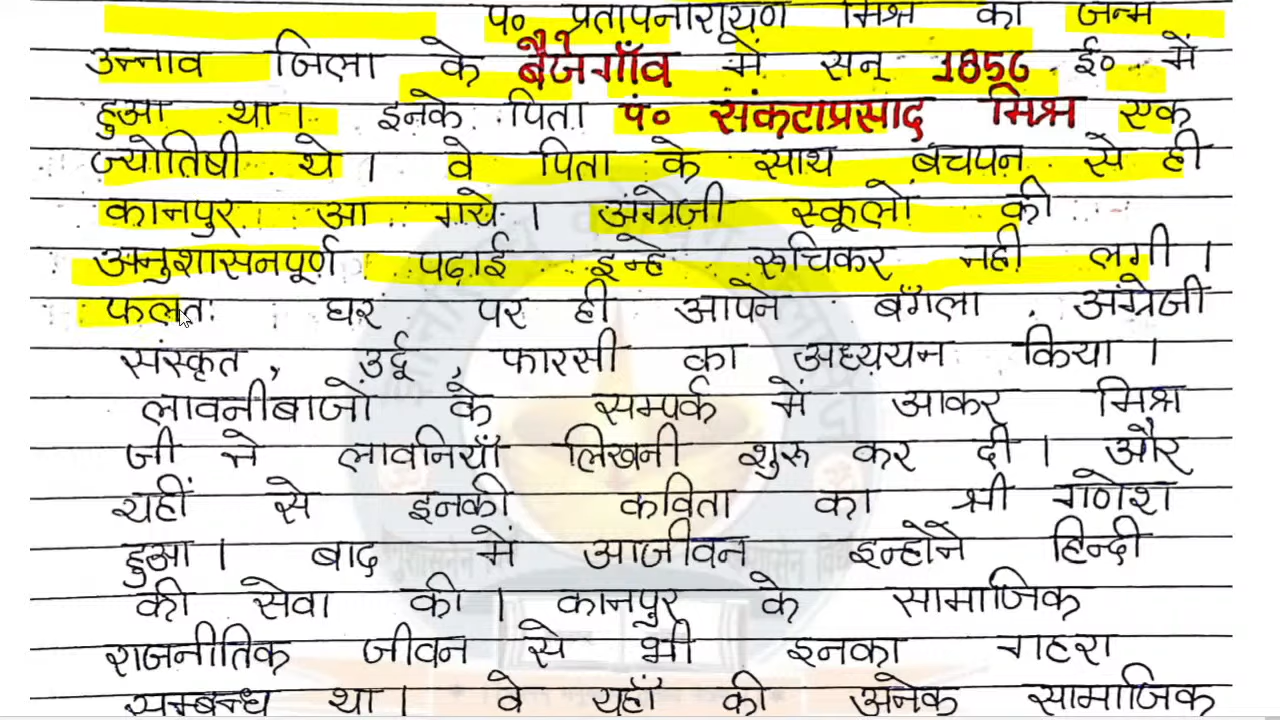 पं० प्रतापनारायण मिश्र का जन्म
उन्नाव जिला के बैजेगाँव में सन् 1856 ई० में
हुआ था। इनके पिता पं० संकटाप्रसाद मिश्र एक
ज्योतिषी थे। वे पिता के साथ बचपन से ही
कानपुर आ गये। अंग्रेजी स्कूलों की
अनुशासनपूर्ण पढ़ाई इन्हे रुचिकर नही लगी।
फलतः घर पर ही आपने बँगला . अंग्रेजी
संस्कृत, उर्दू, फारसी का अध्ययन किया।
लावनीबाजों के सम्पर्क में आकर मिश्र
जी ने लावनियाँ लिखनी शुरू कर दी। और
यहीं से इनकी कविता का श्री गणेश
हुआ। बाद में आजीवन इन्होनें हिन्दी
की सेवा की। कानपुर के सामाजिक
राजनीतिक जीवन से भी इनका गहरा
सम्बन्ध था। वे यहाँ की अनेक सामाजिक